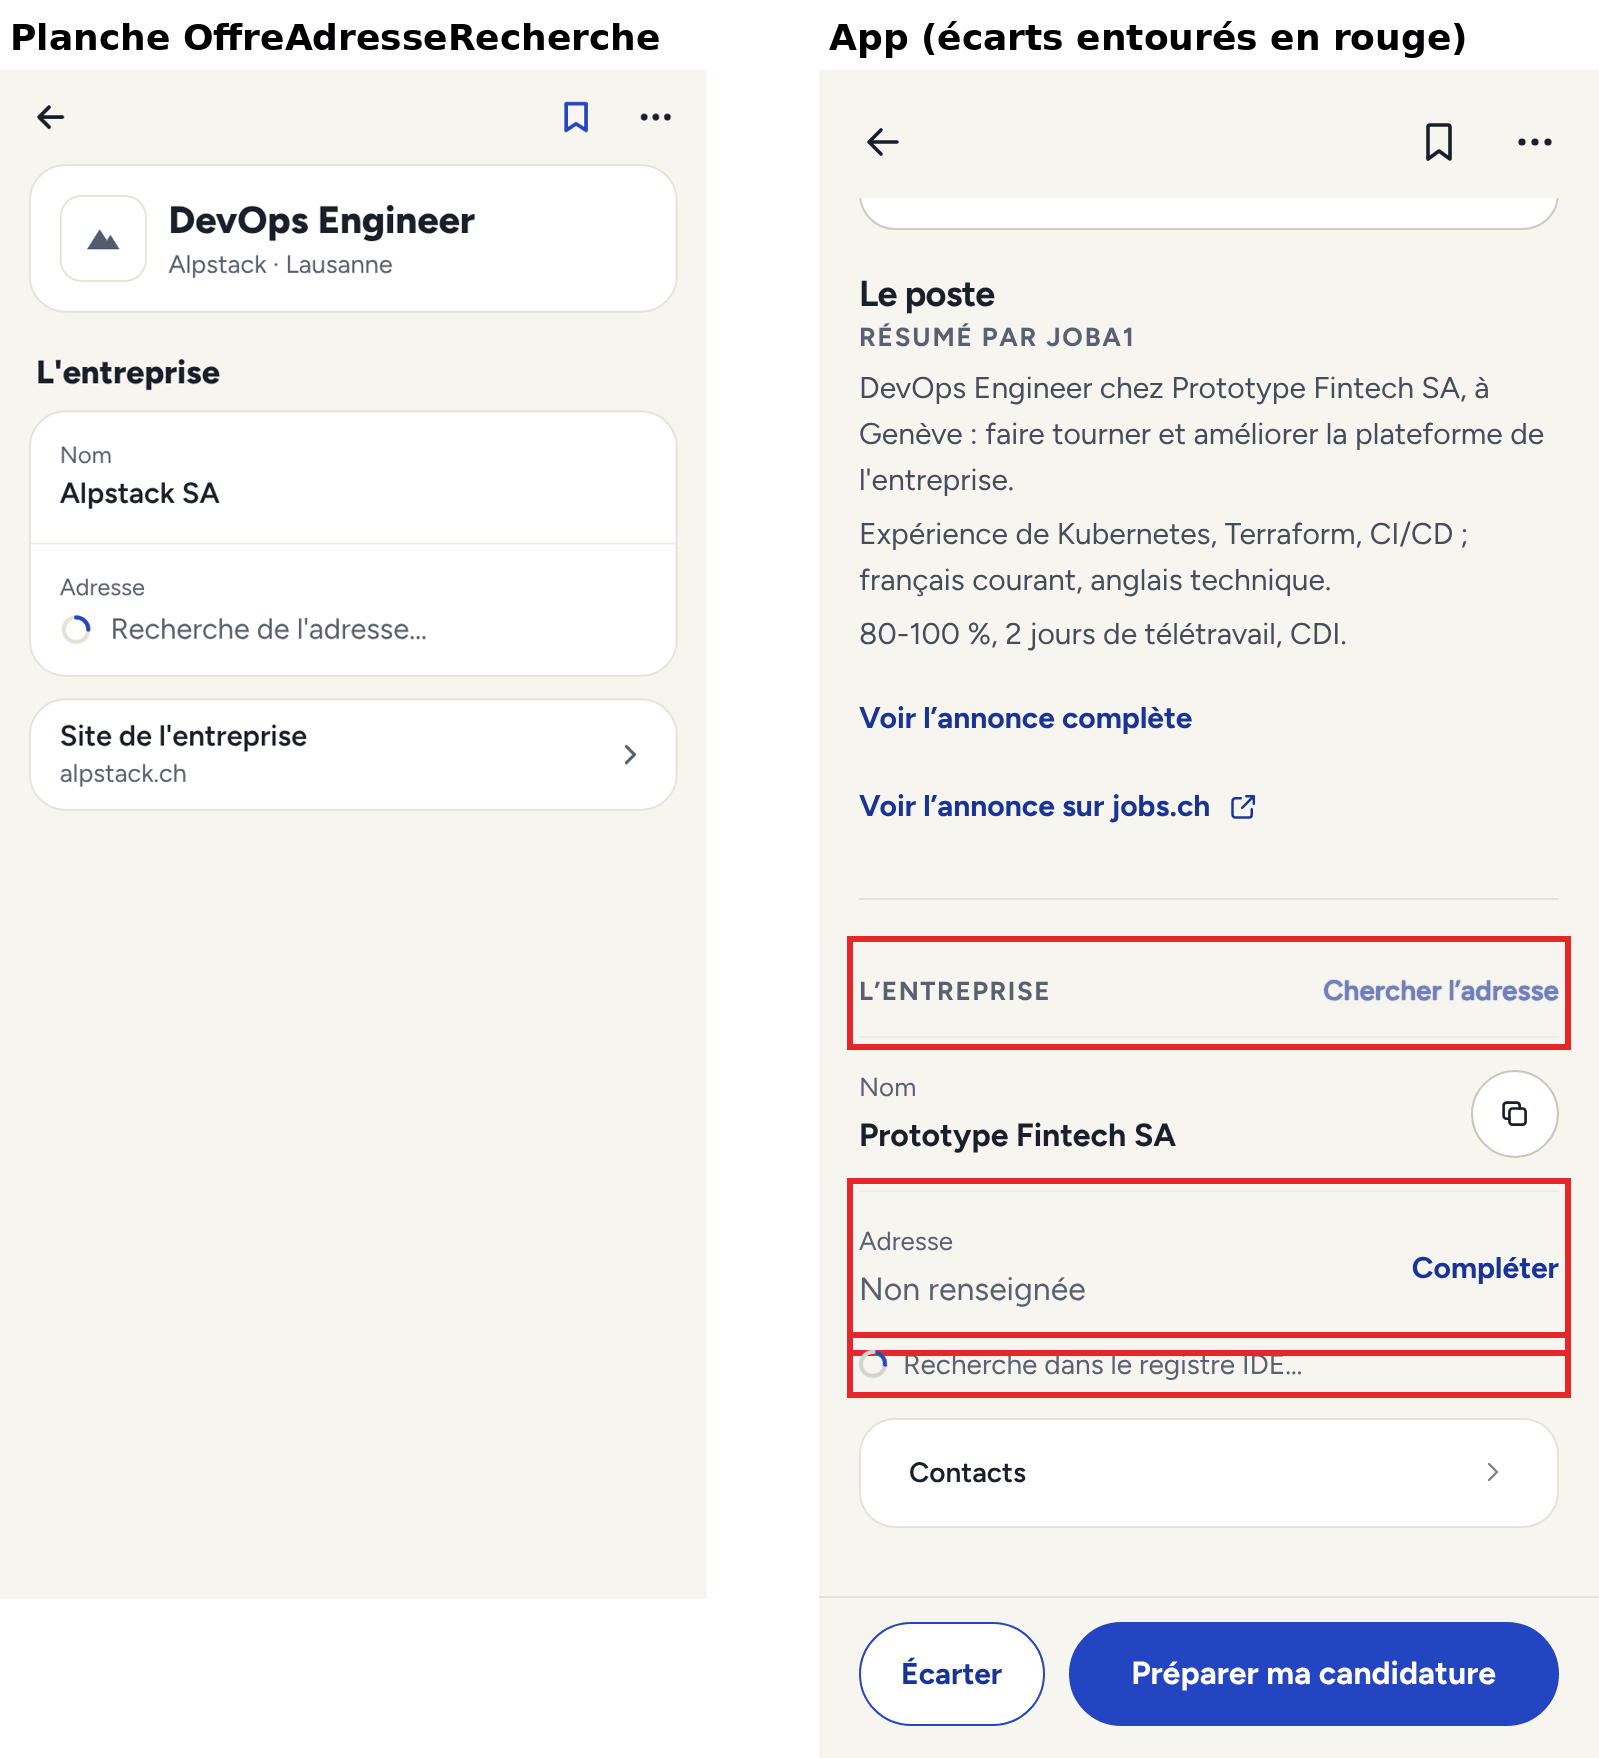 Planche OffreAdresseRecherche
DevOps Engineer
Alpstack · Lausanne
L'entreprise
Nom
Alpstack SA
Adresse
Recherche de l'adresse...
Site de l'entreprise
alpstack.ch
App (écarts entourés en rouge)
Le poste
RÉSUMÉ PAR JOBA1
DevOps Engineer chez Prototype Fintech SA, à
Genève : faire tourner et améliorer la plateforme de
l'entreprise.
Expérience de Kubernetes, Terraform, CI/CD ;
français courant, anglais technique.
80-100 %, 2 jours de télétravail, CDI.
Voir l’annonce complète
Voir l’annonce sur jobs.ch
L’ENTREPRISE
Chercher l’adresse
Nom
Prototype Fintech SA
Adresse
Non renseignée
Compléter
Recherche dans le registre IDE...
Contacts
Écarter
Préparer ma candidature